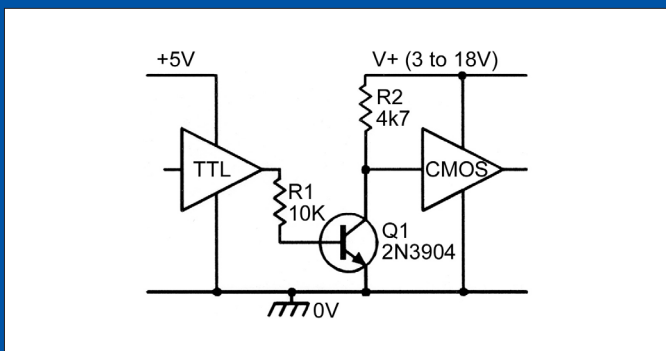 +5V
V+ (3 to 18V)
R2
4k7
TTL
CMOS
R1
10K
Q1
2N3904
0V